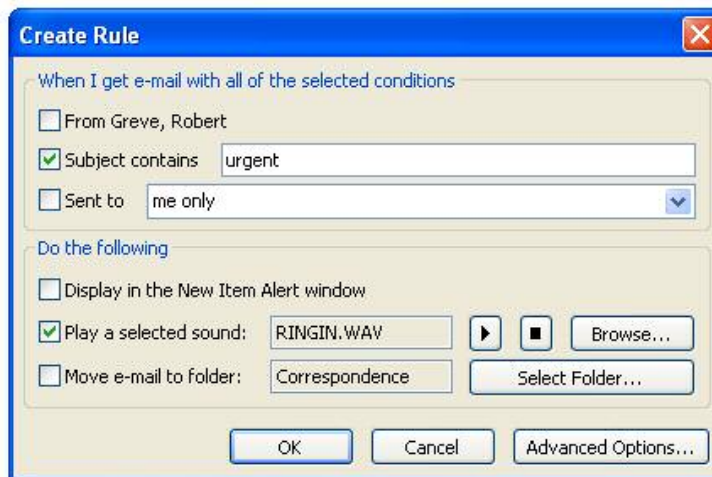 Create Rule
When I get e-mail with all of the selected conditions
From Greve, Robert
Subject contains urgent
Sent to me only
Do the following
Display in the New Item Alert window
Play a selected sound: RINGIN.WAV Browse...
Move e-mail to folder: Correspondence Select Folder...
OK Cancel Advanced Options...